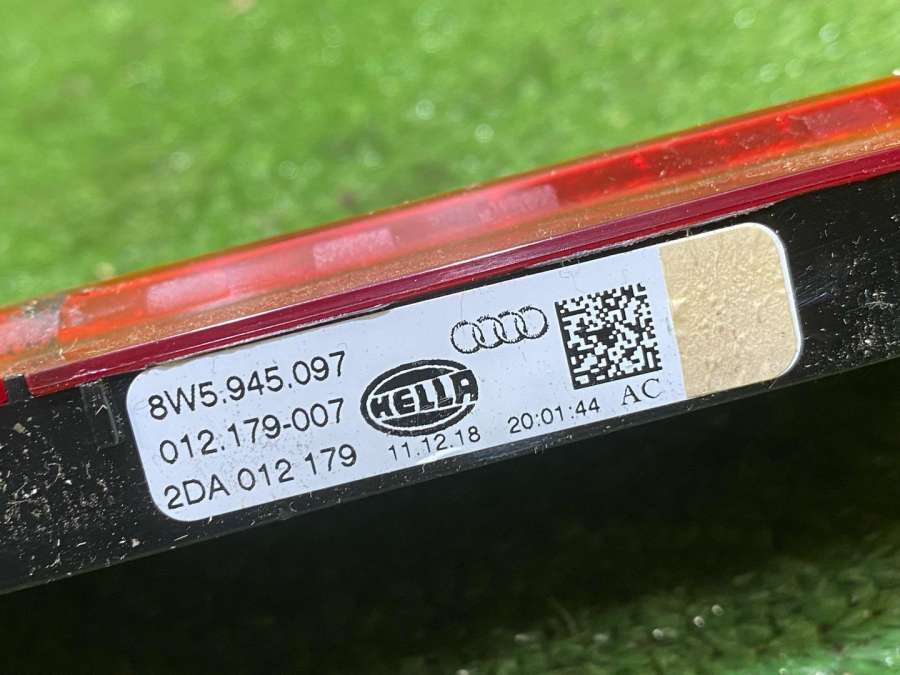 8W5.945.097
012.179-007
2DA 012 179
HELLA
11.12.18
20:01:44
AC